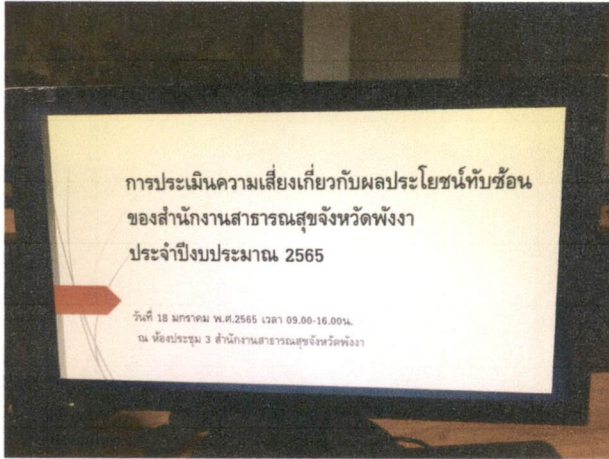 การประเมินความเสี่ยงเกี่ยวกับผลประโยชน์ทับซ้อน
ของสำนักงานสาธารณสุขจังหวัดพังงา
ประจำปีงบประมาณ 2565
วันที่ 18 มกราคม พ.ศ.2565 เวลา 09.00-16.00น.
ณ ห้องประชุม 3 สำนักงานสาธารณสุขจังหวัดพังงา